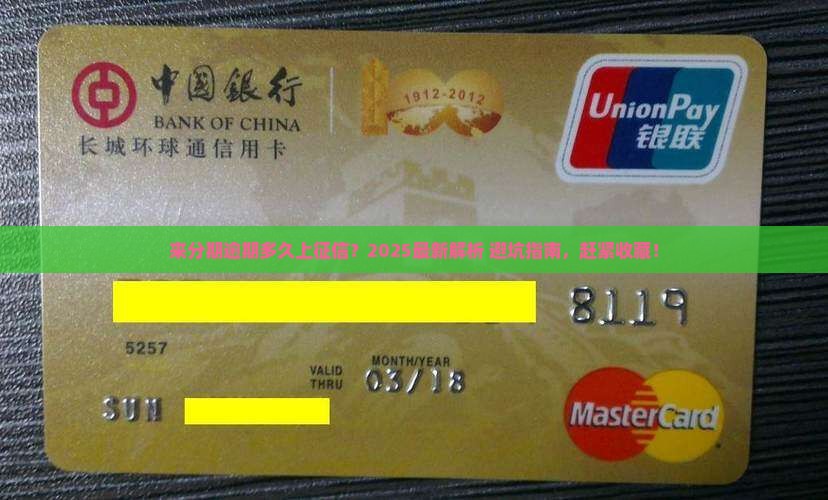 中国銀行
BANK OF CHINA
长城环球通信用卡
1912-2012
UnionPay
银联
来分期逾期多久上征信？2025最新解析 避坑指南，赶紧收藏！
8119
5257
VALID
THRU
MONTH/YEAR
03/18
SUN
MasterCard